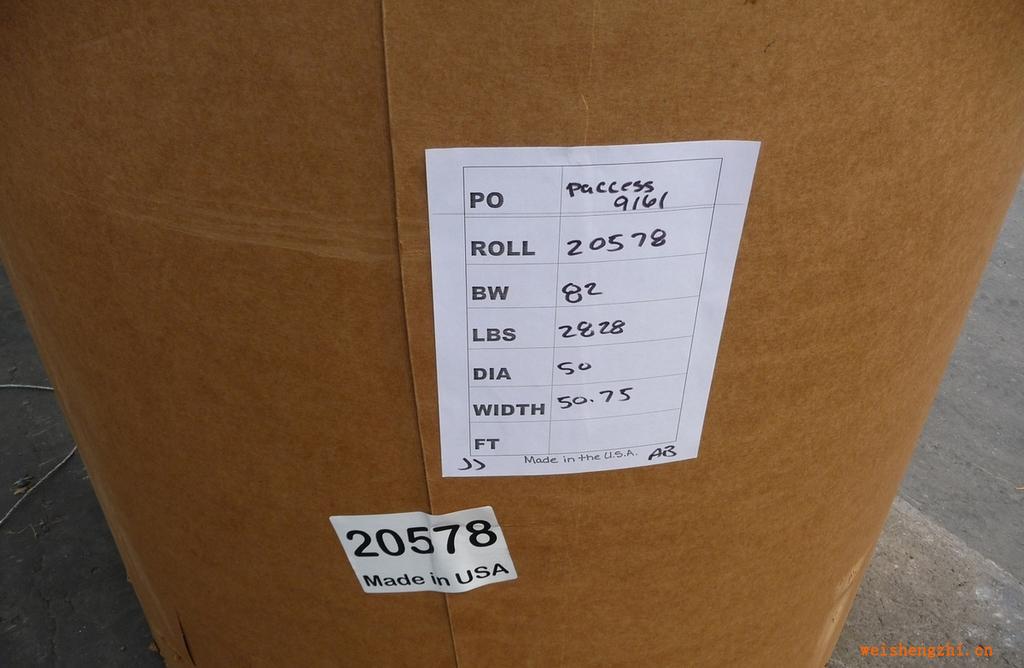 PO paccess
9161
ROLL 20578
BW 82
LBS 2828
DIA 50
WIDTH 50.75
FT
JJ Made in the U.S.A. AB
20578
Made in USA
weishengzhi.cn